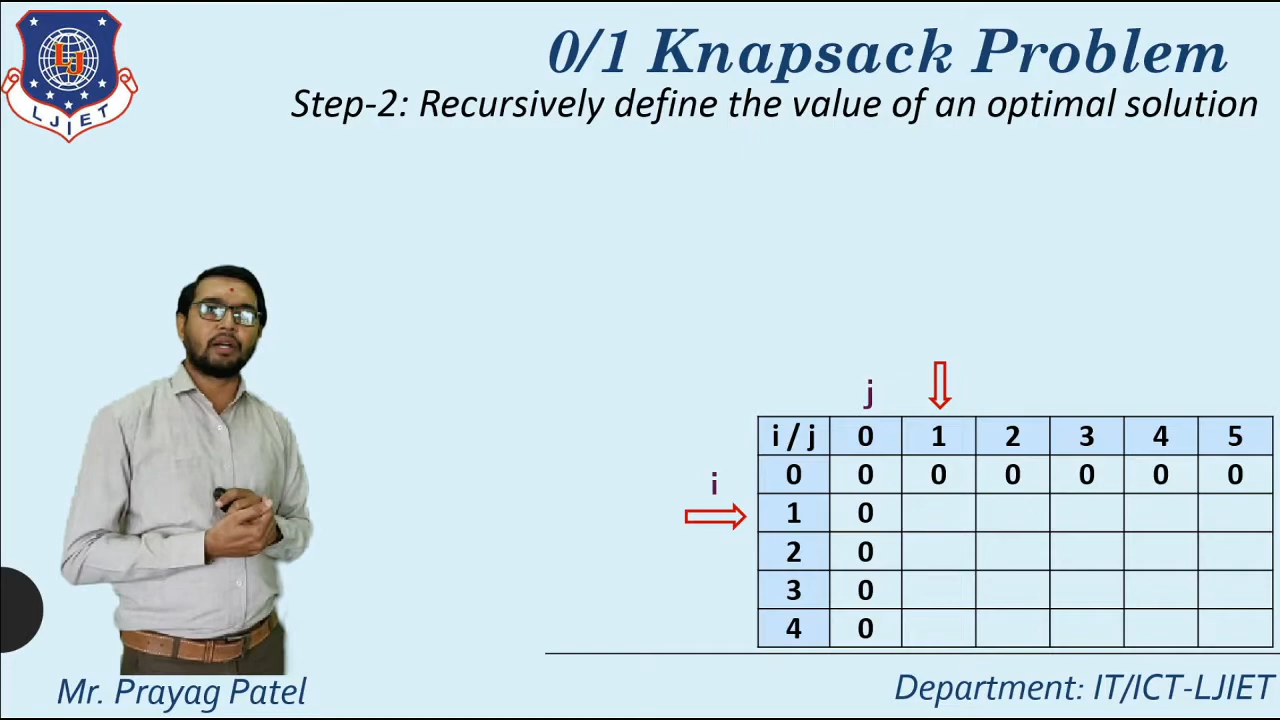 LJ
LJIET
0/1 Knapsack Problem
Step-2: Recursively define the value of an optimal solution
j
i / j 0 1 2 3 4 5
0 0 0 0 0 0 0
i
1 0
2 0
3 0
4 0
Mr. Prayag Patel
Department: IT/ICT-LJIET